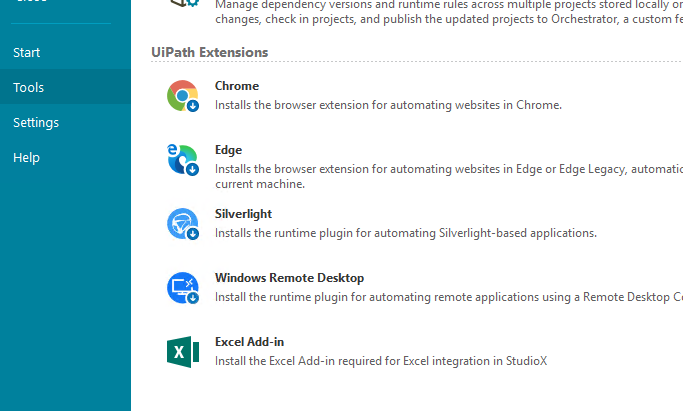 Manage dependency versions and runtime rules across multiple projects stored locally or
changes, check in projects, and publish the updated projects to Orchestrator, a custom fe
Start
UiPath Extensions
Tools
Chrome
Installs the browser extension for automating websites in Chrome.
Settings
Edge
Help
Installs the browser extension for automating websites in Edge or Edge Legacy, automatic
current machine.
Silverlight
Installs the runtime plugin for automating Silverlight-based applications.
Windows Remote Desktop
Install the runtime plugin for automating remote applications using a Remote Desktop Co
Excel Add-in
Install the Excel Add-in required for Excel integration in StudioX